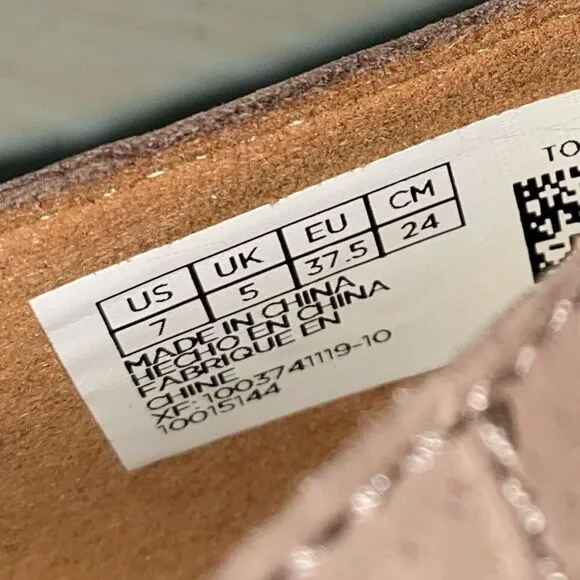 TO
US UK EU CM
7 5 37.5 24
MADE IN CHINA
HECHO EN CHINA
FABRIQUE EN
CHINE
XF: 1003741119-10
10015144